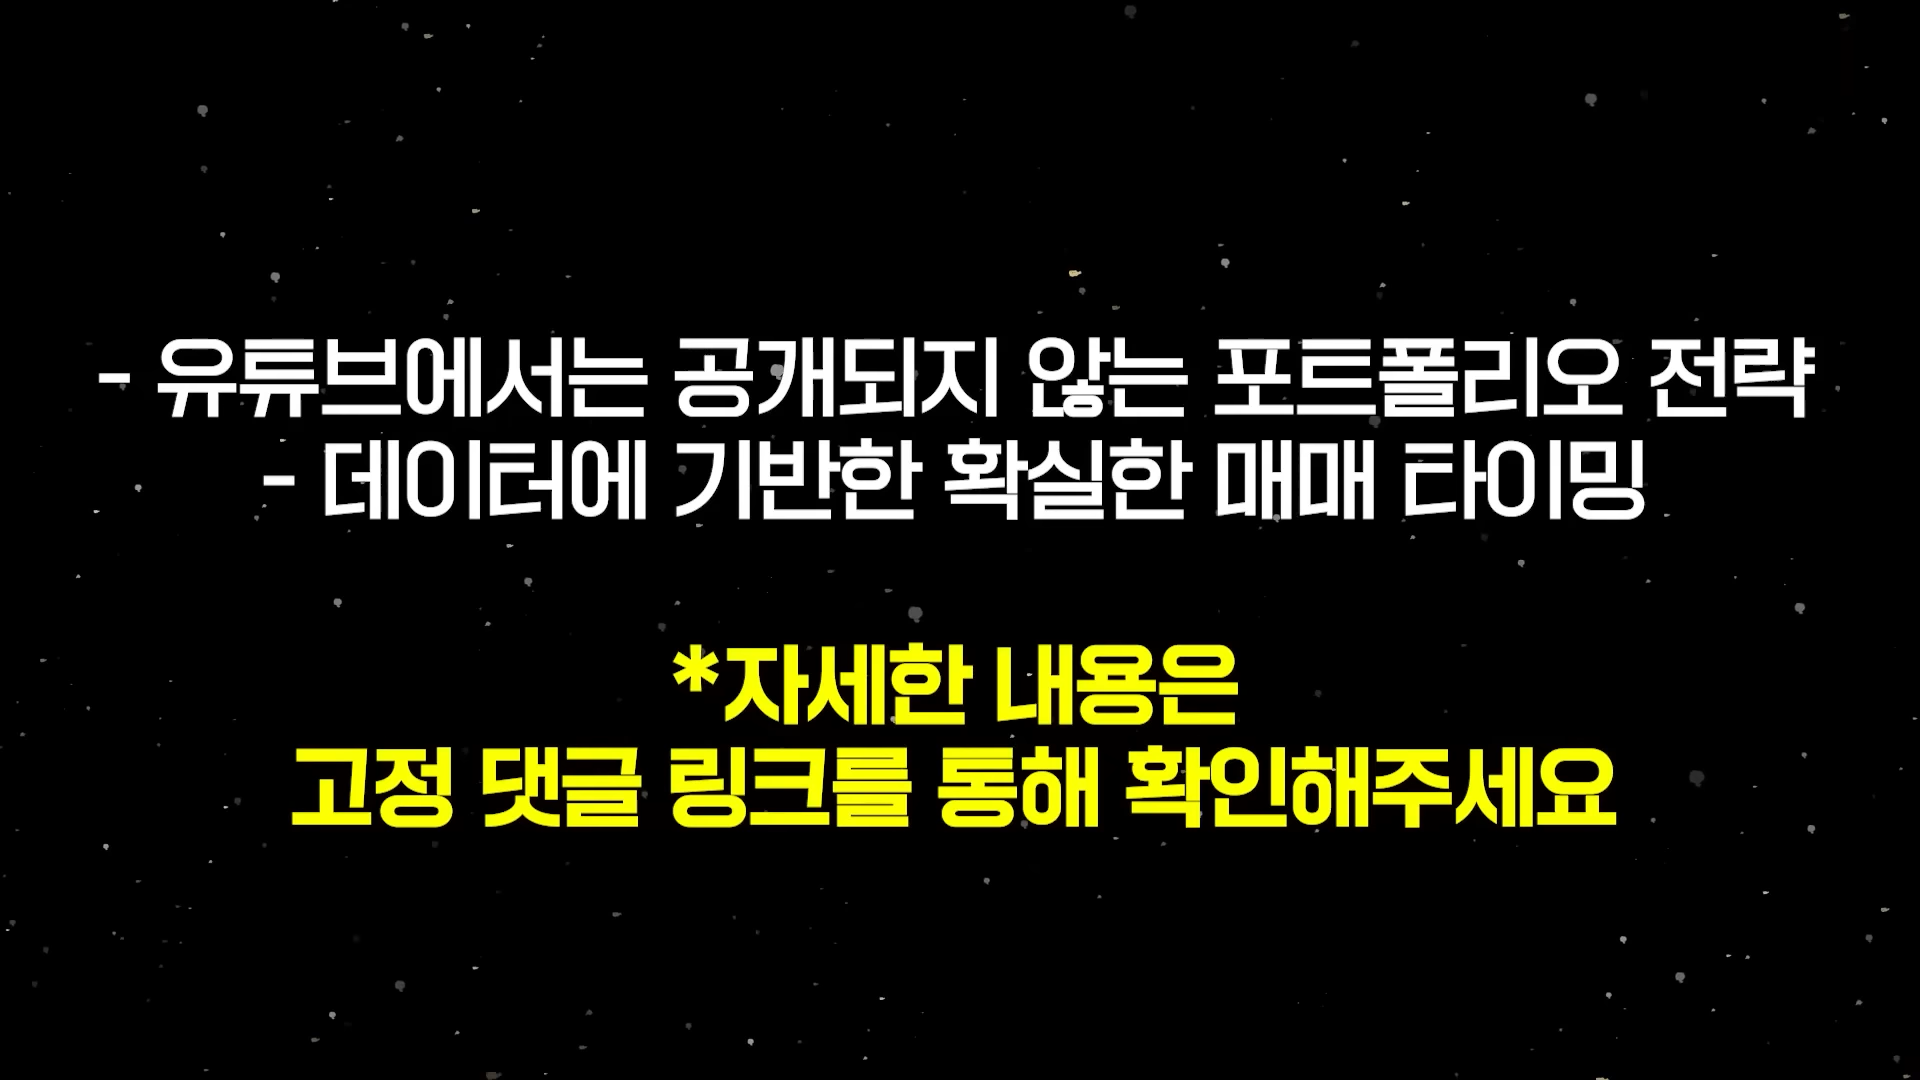 - 유튜브에서는 공개되지 않는 포트폴리오 전략
- 데이터에 기반한 확실한 매매 타이밍
*자세한 내용은
고정 댓글 링크를 통해 확인해주세요